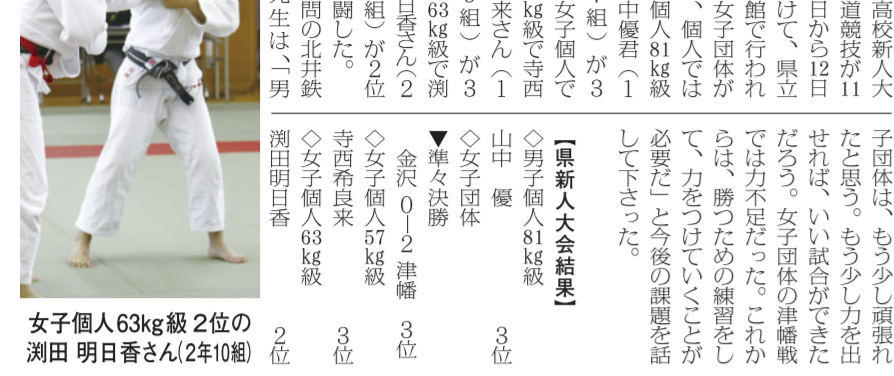 高校新人大
道競技が11
日から12日
けて、県立
館で行われ
女子団体が
、個人では
個人81kg級
中優君（1
組）が3
女子個人で
kg級で寺西
来さん（1
組）が3
63kg級で渕
日香さん（2
組）が2位
闘した。
問の北井鉄
生は、「男
子団体は、もう少し頑張れ
たと思う。もう少し力を出
せれば、いい試合ができた
だろう。女子団体の津幡戦
では力不足だった。これか
らは、勝つための練習をし
て、力をつけていくことが
必要だ」と今後の課題を話
して下さった。
【県新人大会結果】
◇男子個人81kg級
山中　優　3位
◇女子団体
▼準々決勝
金沢 0―2 津幡　3位
◇女子個人57kg級
寺西希良来　3位
◇女子個人63kg級
渕田明日香　2位
女子個人63kg級2位の
渕田 明日香さん(2年10組)